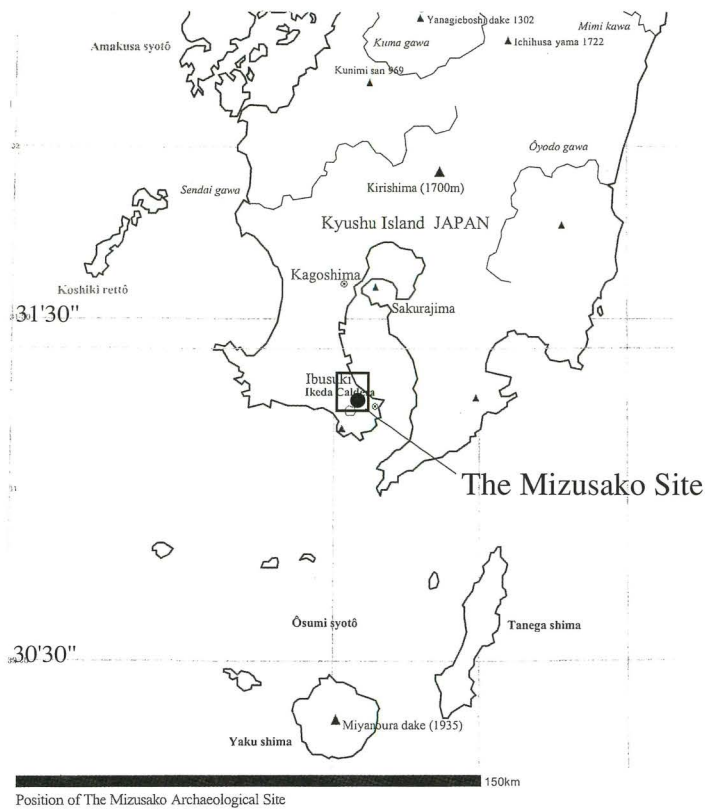 Yanagieboshi dake 1302
Mimi kawa
Amakusa syotô
Kuma gawa
Ichihusa yama 1722
Kunimi san 969
32
Ôyodo gawa
Sendai gawa
Kirishima (1700m)
Kyushu Island JAPAN
Kagoshima
Koshiki rettô
Sakurajima
31'30"
Ibusuki
Ikeda Caldera
The Mizusako Site
Ôsumi syotô
Tanega shima
30'30"
Miyanoura dake (1935)
Yaku shima
150km
Position of The Mizusako Archaeological Site